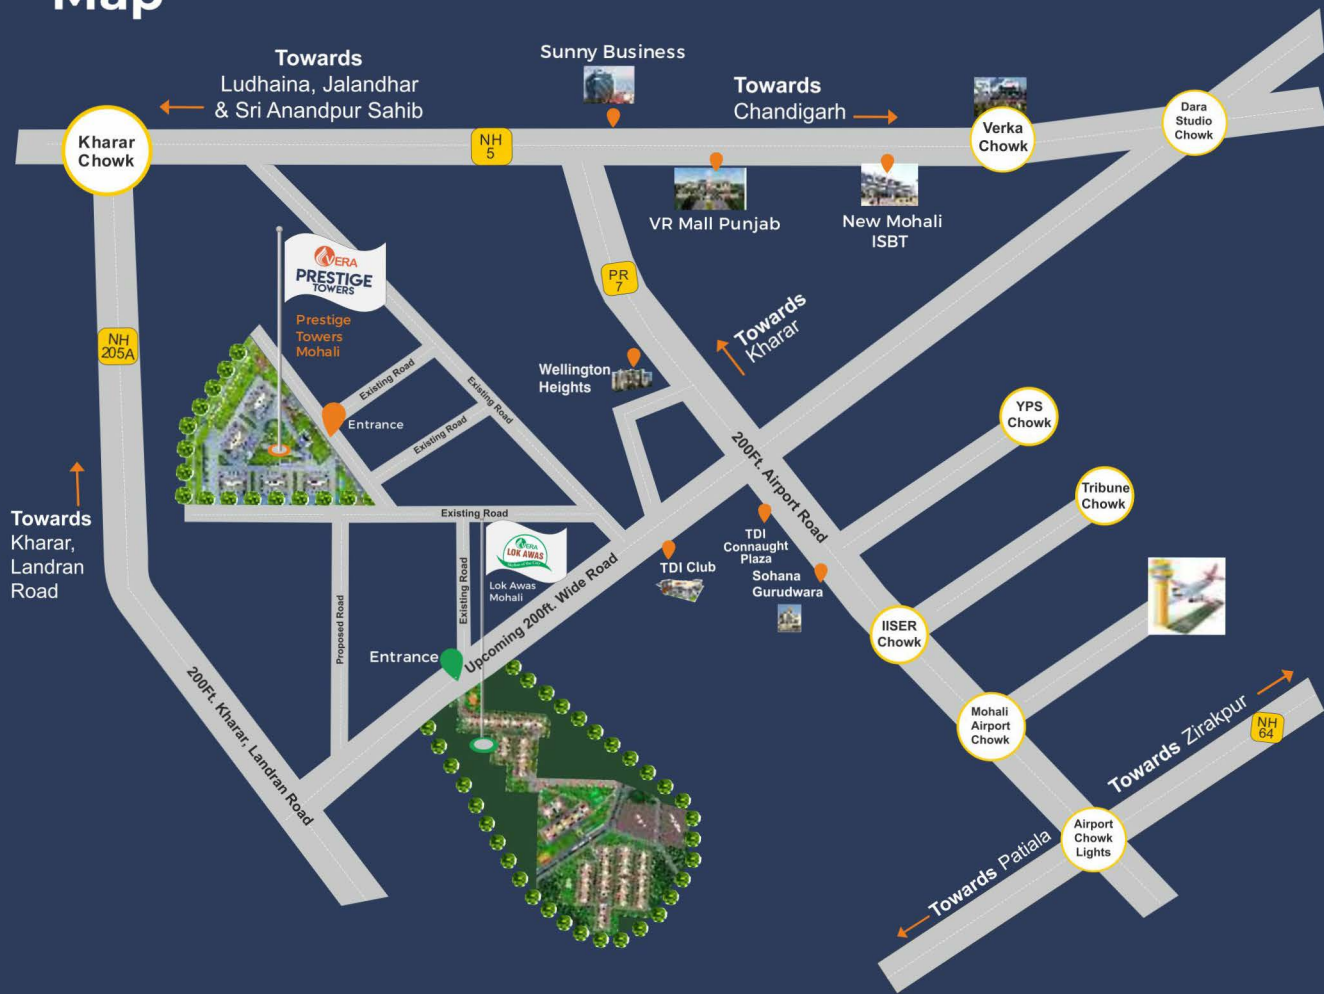 Map
Towards
Ludhaina, Jalandhar
& Sri Anandpur Sahib
Sunny Business
Towards
Chandigarh
Kharar
Chowk
NH
5
Verka
Chowk
Dara
Studio
Chowk
VR Mall Punjab
New Mohali
ISBT
VERA
PRESTIGE
TOWERS
Prestige
Towers
Mohali
PR
7
Towards
Kharar
NH
205A
Wellington
Heights
Existing Road
Existing Road
Existing Road
Entrance
YPS
Chowk
200Ft. Airport Road
Tribune
Chowk
Towards
Kharar,
Landran
Road
Existing Road
VERA
LOK AWAS
Lok Awas
Mohali
Existing Road
Proposed Road
TDI
Connaught
Plaza
TDI Club
Sohana
Gurudwara
Upcoming 200ft. Wide Road
Entrance
IISER
Chowk
200Ft. Kharar, Landran Road
Mohali
Airport
Chowk
Towards Zirakpur
NH
64
Airport
Chowk
Lights
Towards Patiala